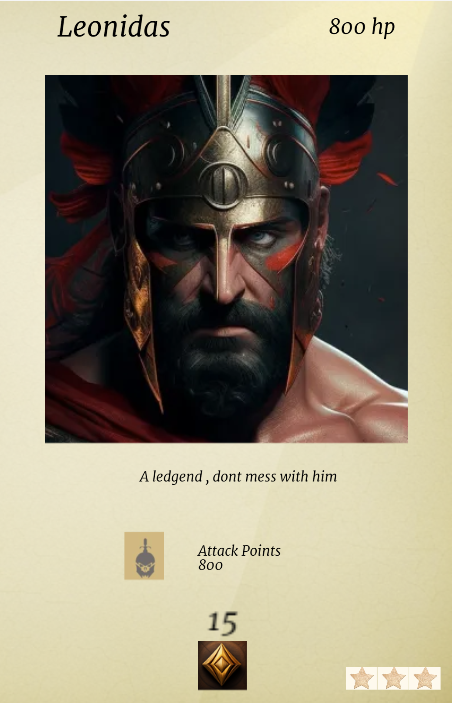 Leonidas 800 hp
A ledgend , dont mess with him
Attack Points
800
15